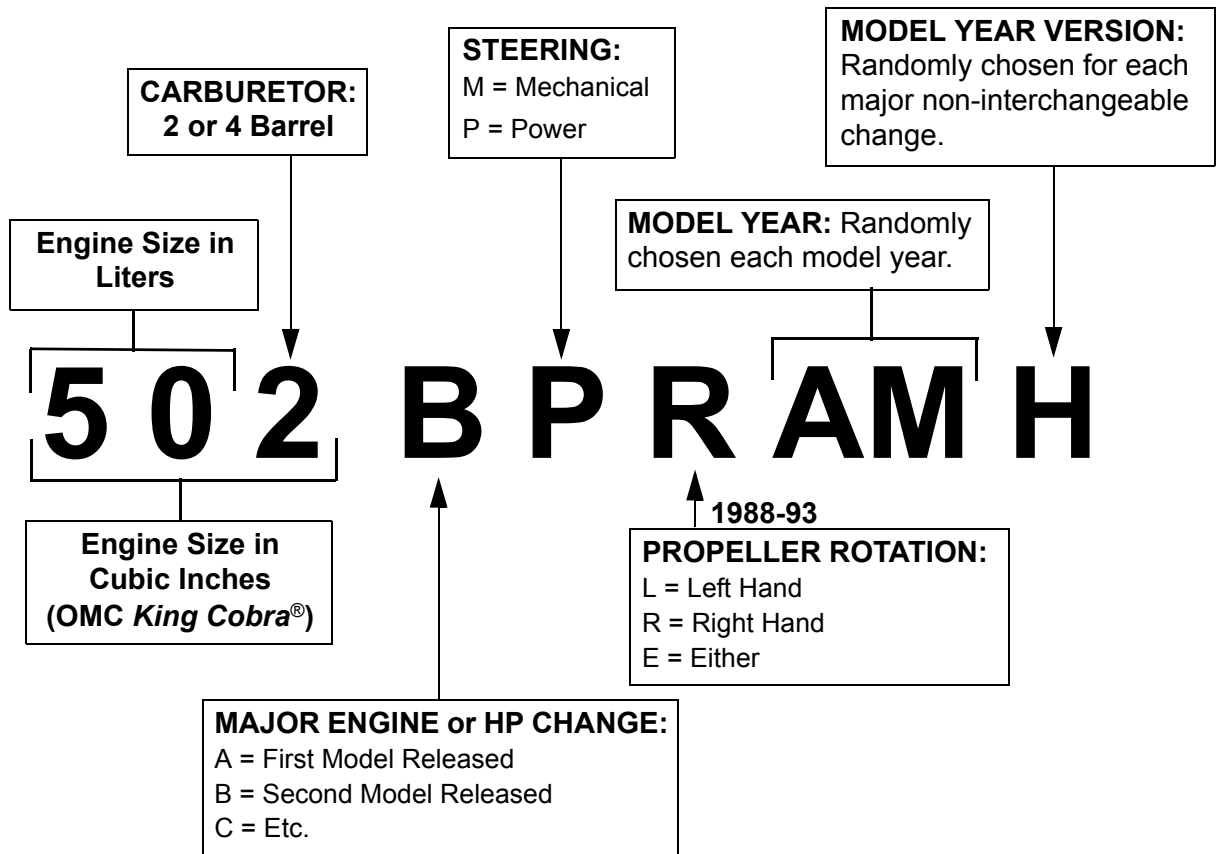 MODEL YEAR VERSION:
Randomly chosen for each
major non-interchangeable
change.
STEERING:
M = Mechanical
P = Power
CARBURETOR:
2 or 4 Barrel
MODEL YEAR: Randomly
chosen each model year.
Engine Size in
Liters
502 B P R AM H
Engine Size in
Cubic Inches
(OMC King Cobra®)
1988-93
PROPELLER ROTATION:
L = Left Hand
R = Right Hand
E = Either
MAJOR ENGINE or HP CHANGE:
A = First Model Released
B = Second Model Released
C = Etc.